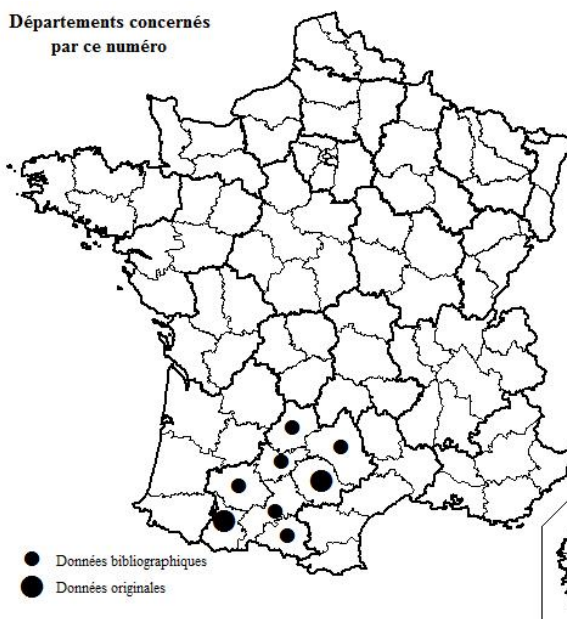 Départements concernés
par ce numéro
Données bibliographiques
Données originales